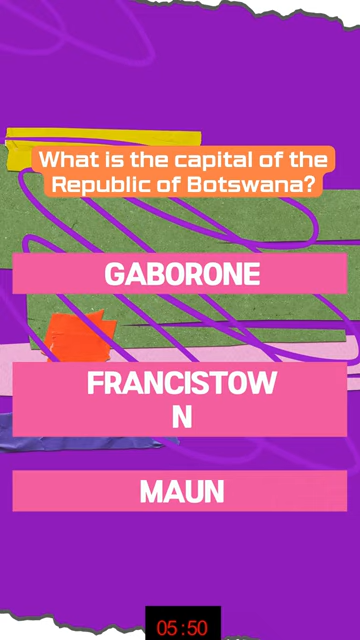 What is the capital of the
Republic of Botswana?
GABORONE
FRANCISTOW
N
MAUN
05:50